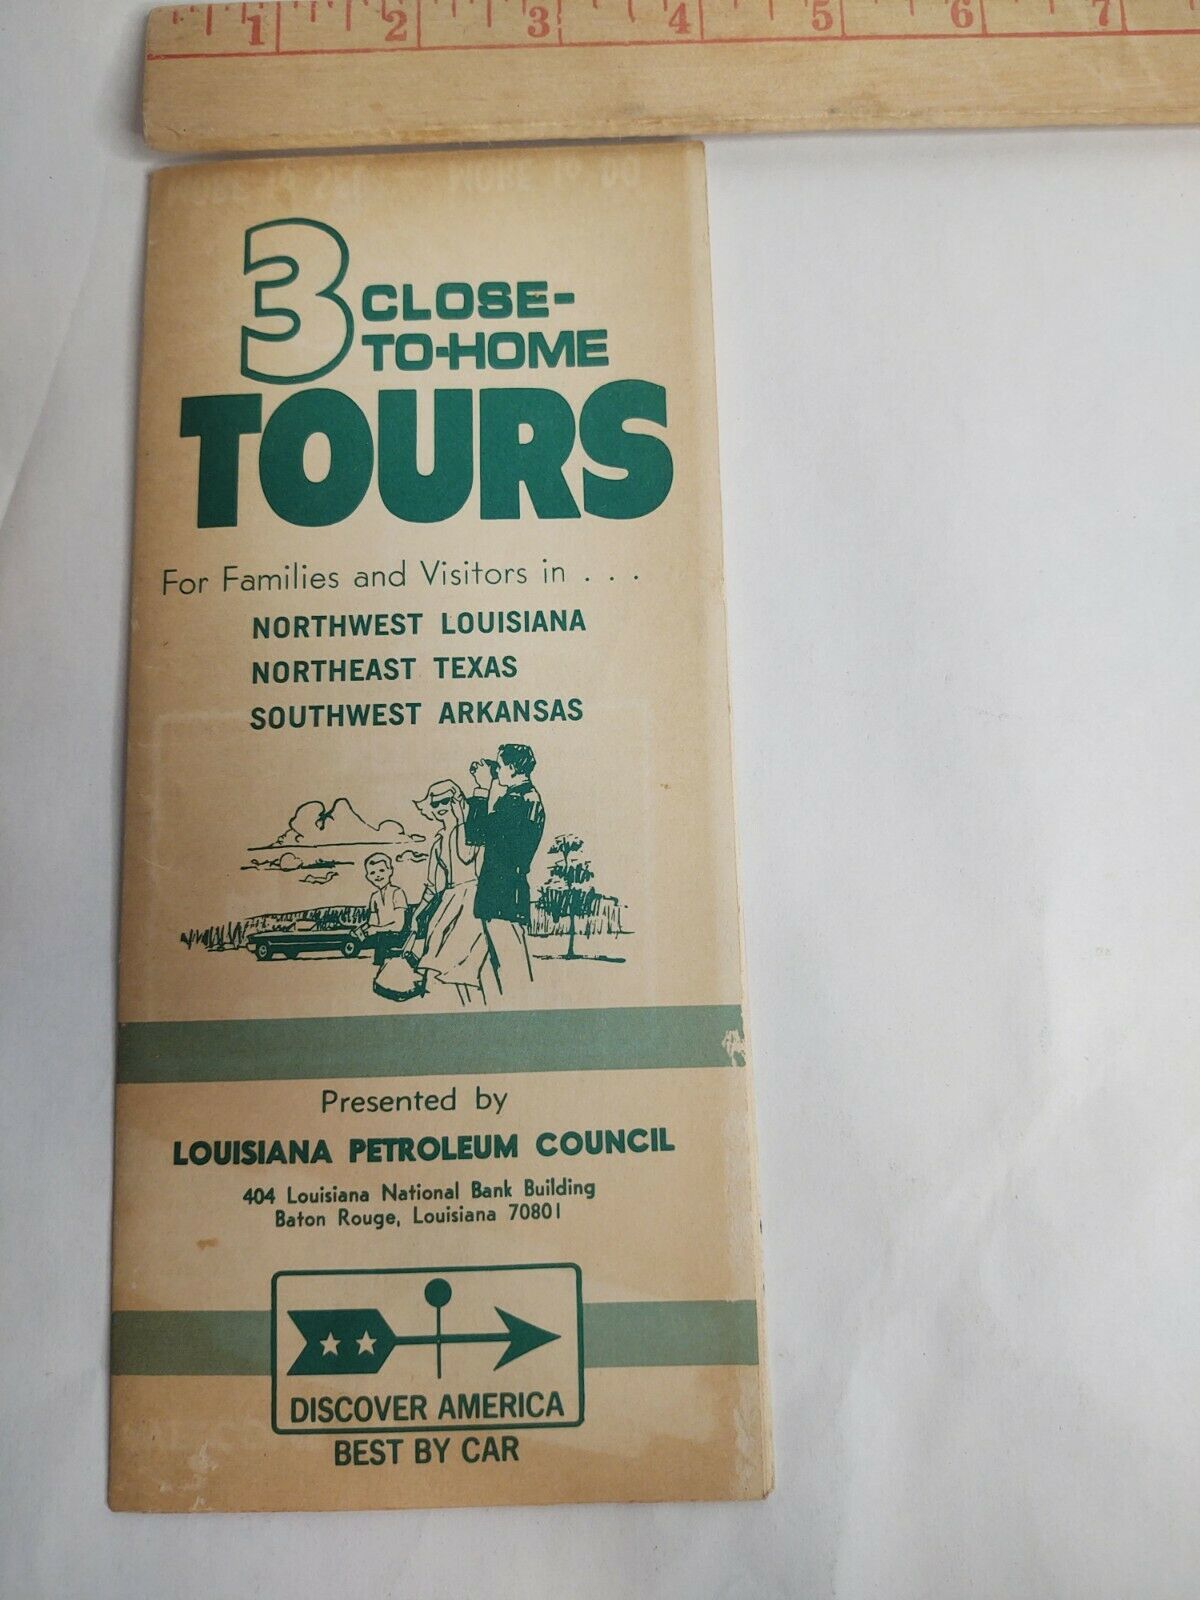 1 2 3 4 5 6 7
3 CLOSE-
TO-HOME
TOURS
For Families and Visitors in . . .
NORTHWEST LOUISIANA
NORTHEAST TEXAS
SOUTHWEST ARKANSAS
Presented by
LOUISIANA PETROLEUM COUNCIL
404 Louisiana National Bank Building
Baton Rouge, Louisiana 70801
DISCOVER AMERICA
BEST BY CAR